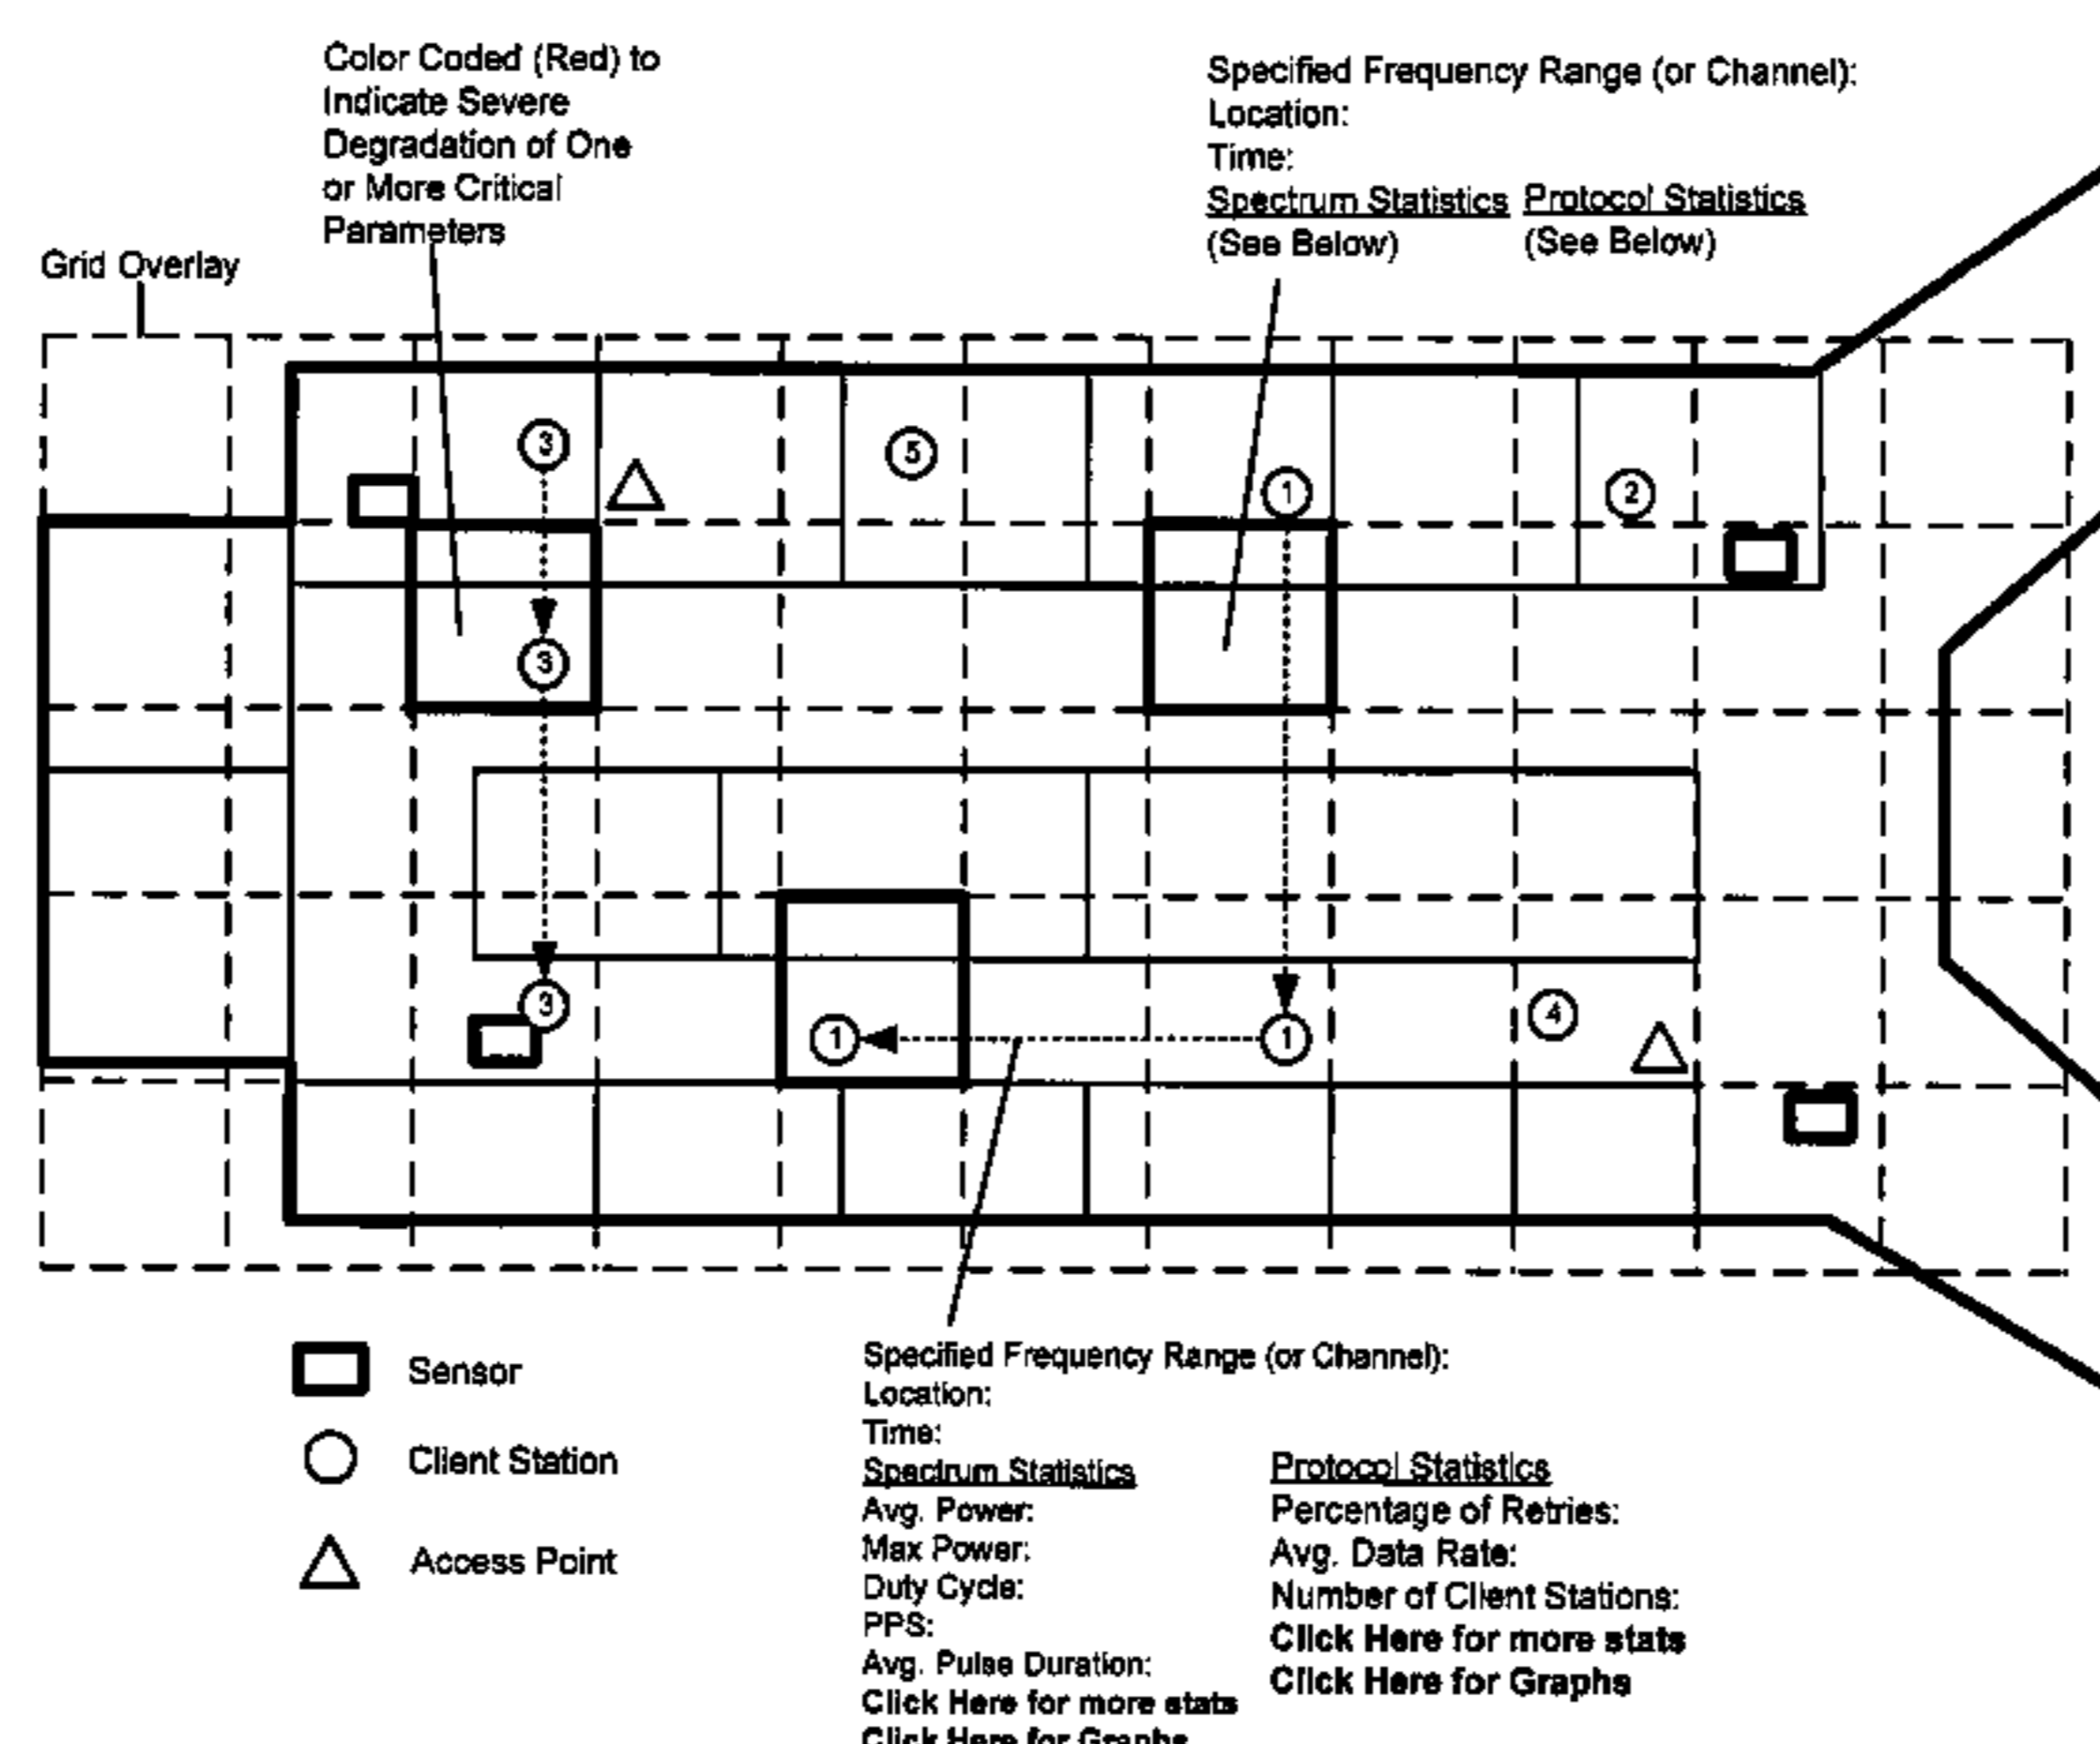 Color Coded (Red) to
Indicate Severe
Degradation of One
or More Critical
Parameters
Specified Frequency Range (or Channel):
Location:
Time:
Spectrum Statistics Protocol Statistics
(See Below) (See Below)
Grid Overlay
3
5
1
2
3
3
1
1
4
Sensor
Client Station
Access Point
Specified Frequency Range (or Channel):
Location:
Time:
Spectrum Statistics
Avg. Power:
Max Power:
Duty Cycle:
PPS:
Avg. Pulse Duration:
Click Here for more stats
Click Here for Graphs
Protocol Statistics
Percentage of Retries:
Avg. Data Rate:
Number of Client Stations:
Click Here for more stats
Click Here for Graphs